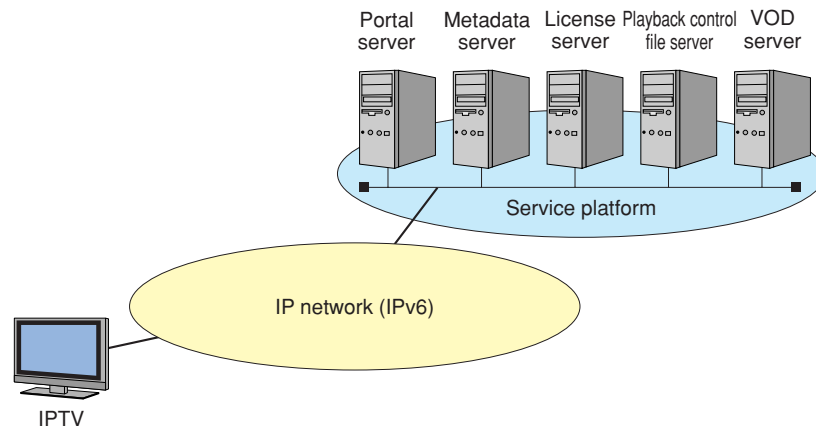 Portal
server
Metadata
server
License
server
Playback control
file server
VOD
server
Service platform
IP network (IPv6)
IPTV